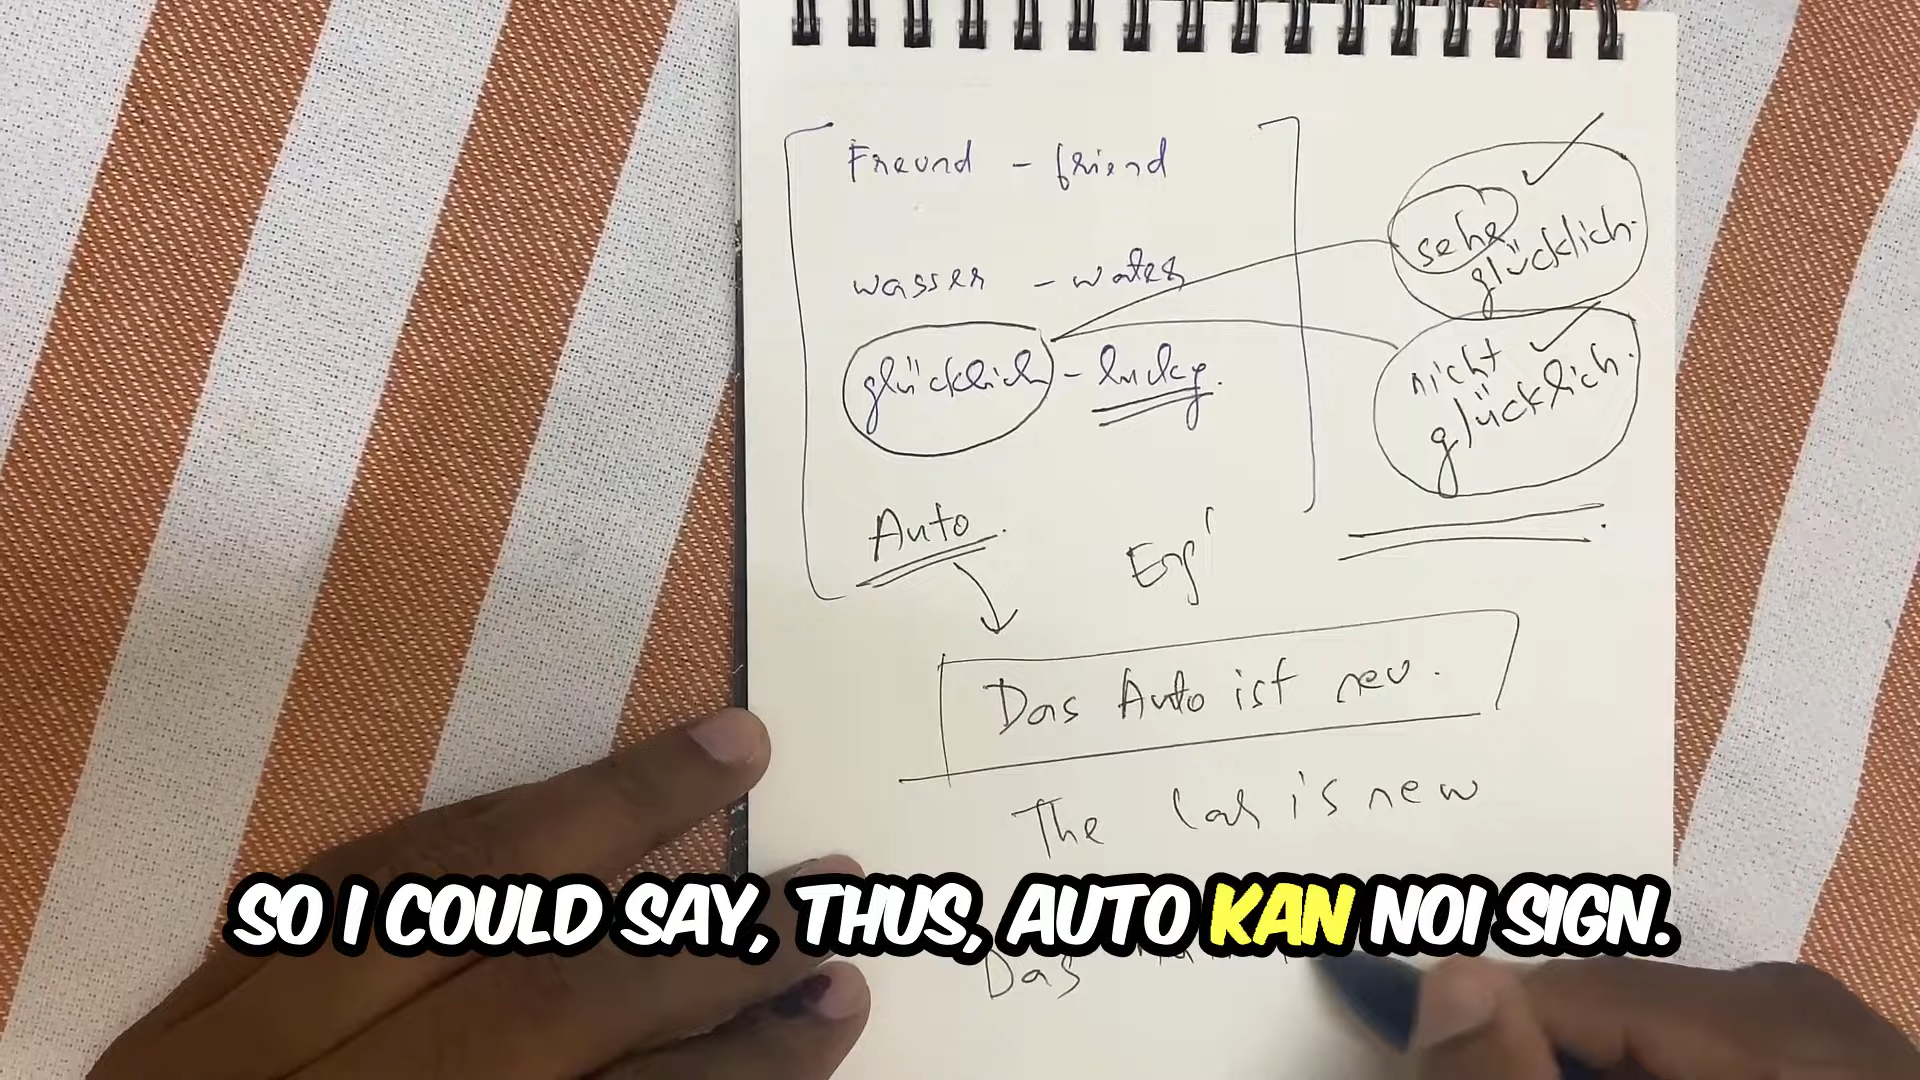 Freund - friend
sehr
glücklich.
wasser - water
glücklich - lucky.
nicht
glücklich.
Auto.
Das Auto ist neu.
The Car is new
SO I COULD SAY, THUS, AUTO KAN NOI SIGN.
Das